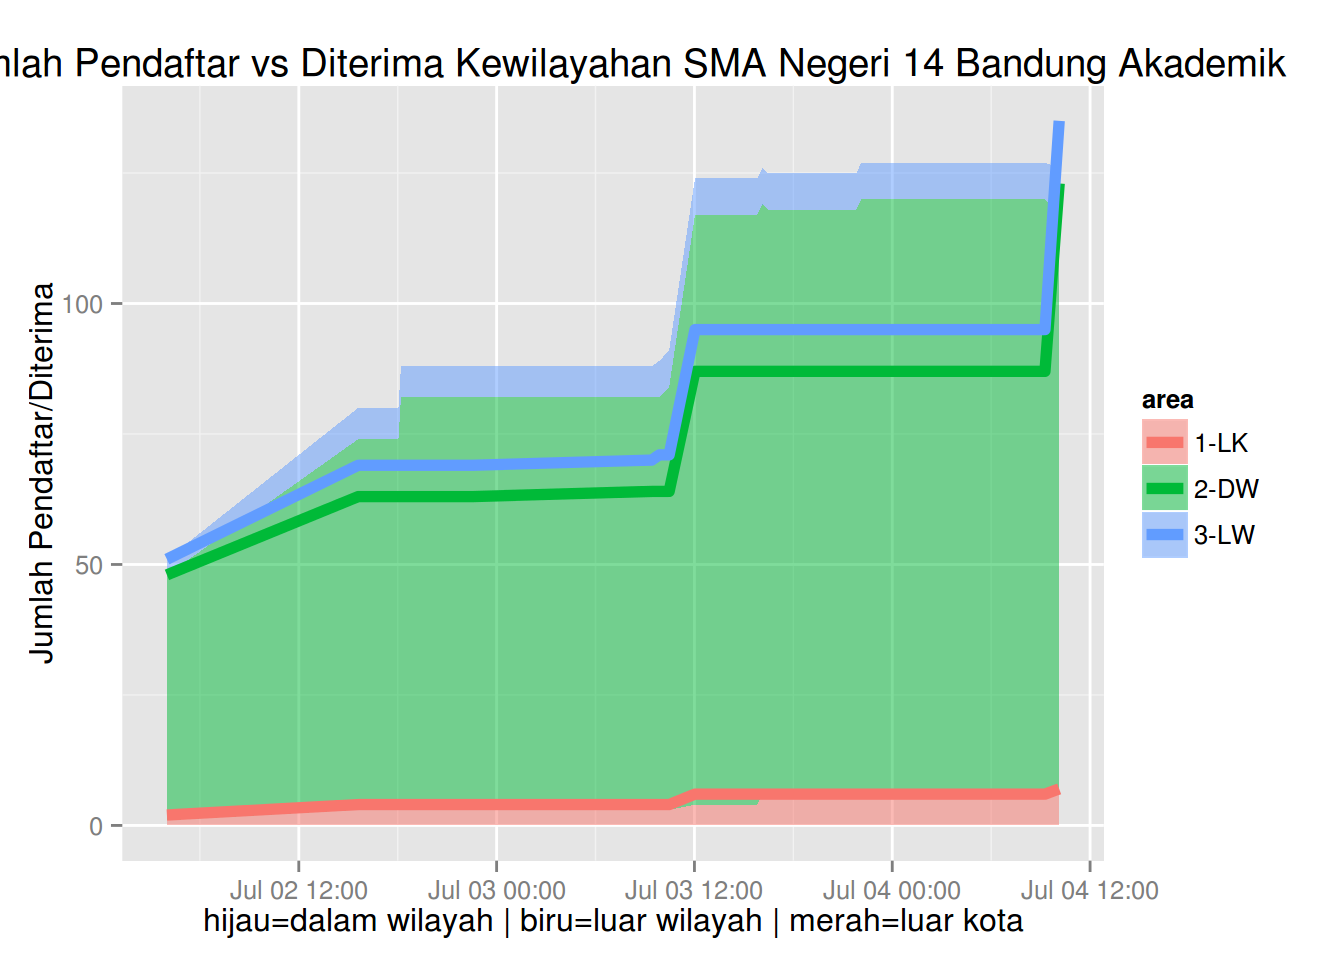 Pendaftar vs Diterima Kewilayahan SMA Negeri 14 Bandung Akademik
Jumlah Pendaftar/Diterima
100
50
0
Jul 02 12:00
Jul 03 00:00
Jul 03 12:00
Jul 04 00:00
Jul 04 12:00
hijau=dalam wilayah | biru=luar wilayah | merah=luar kota
area
1-LK
2-DW
3-LW